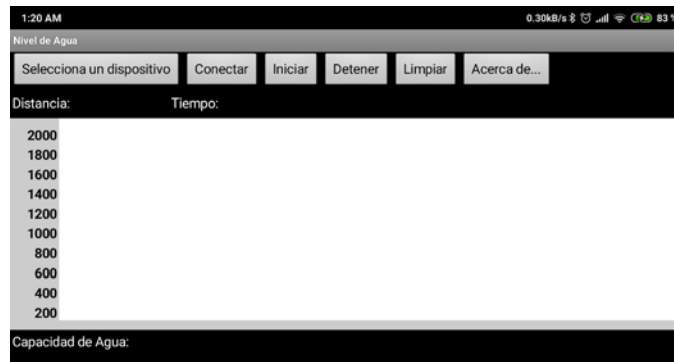 1:20 AM 0.30kB/s 83
Nivel de Agua
Selecciona un dispositivo Conectar Iniciar Detener Limpiar Acerca de...
Distancia: Tiempo:
2000
1800
1600
1400
1200
1000
800
600
400
200
Capacidad de Agua: